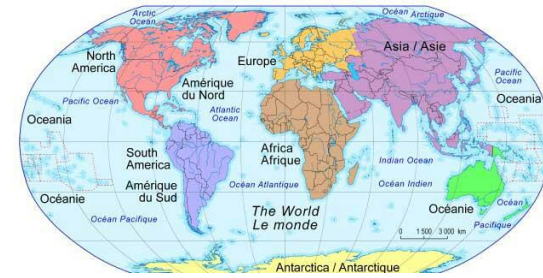 Arctic
Ocean
Océan
Arctique
North
America
Europe
Asia / Asie
Amérique
du Nord
Pacific
Ocean
Pacific Ocean
Atlantic
Ocean
Oceania
Oceania
Africa
Afrique
South
America
Indian Ocean
Amérique
du Sud
Océan Atlantique
Océan Indien
Océanie
Océanie
Océan
Pacifique
Océan Pacifique
The World
Le monde
0 1 500 3 000 km
Antarctica / Antarctique